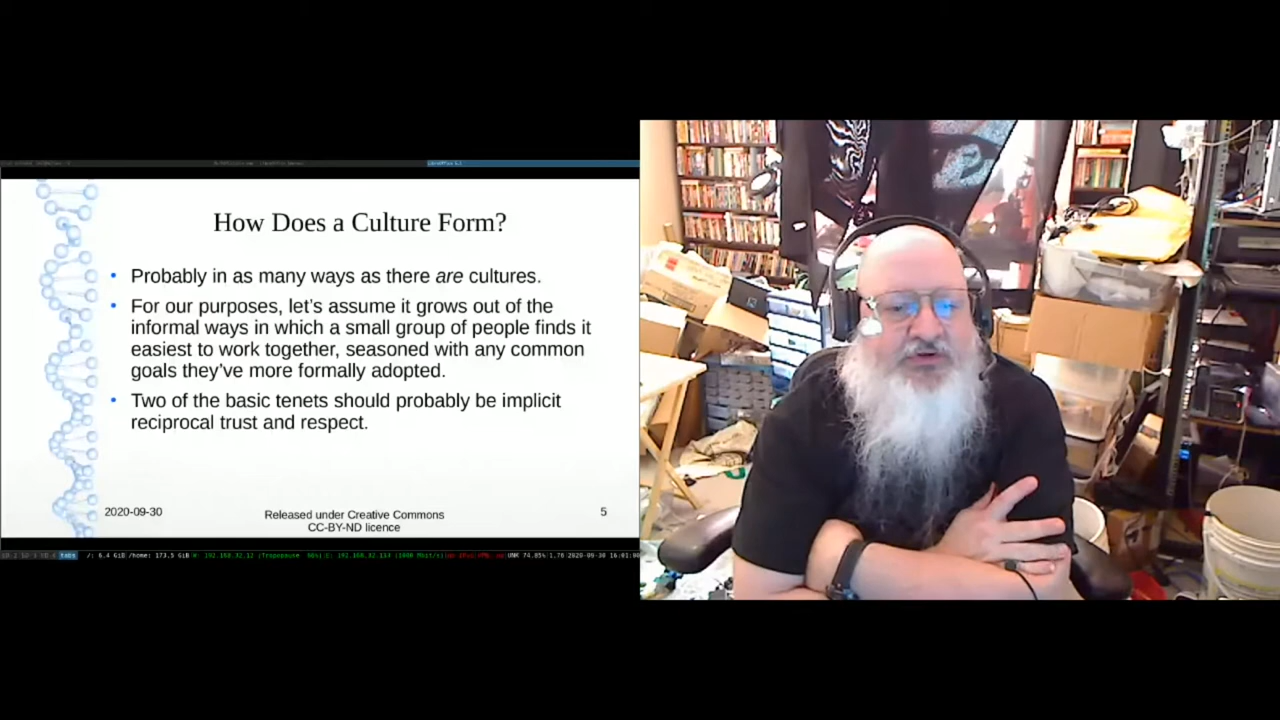 How Does a Culture Form?
• Probably in as many ways as there are cultures.
• For our purposes, let's assume it grows out of the
informal ways in which a small group of people finds it
easiest to work together, seasoned with any common
goals they've more formally adopted.
• Two of the basic tenets should probably be implicit
reciprocal trust and respect.
2020-09-30
Released under Creative Commons
5
CC-BY-ND licence